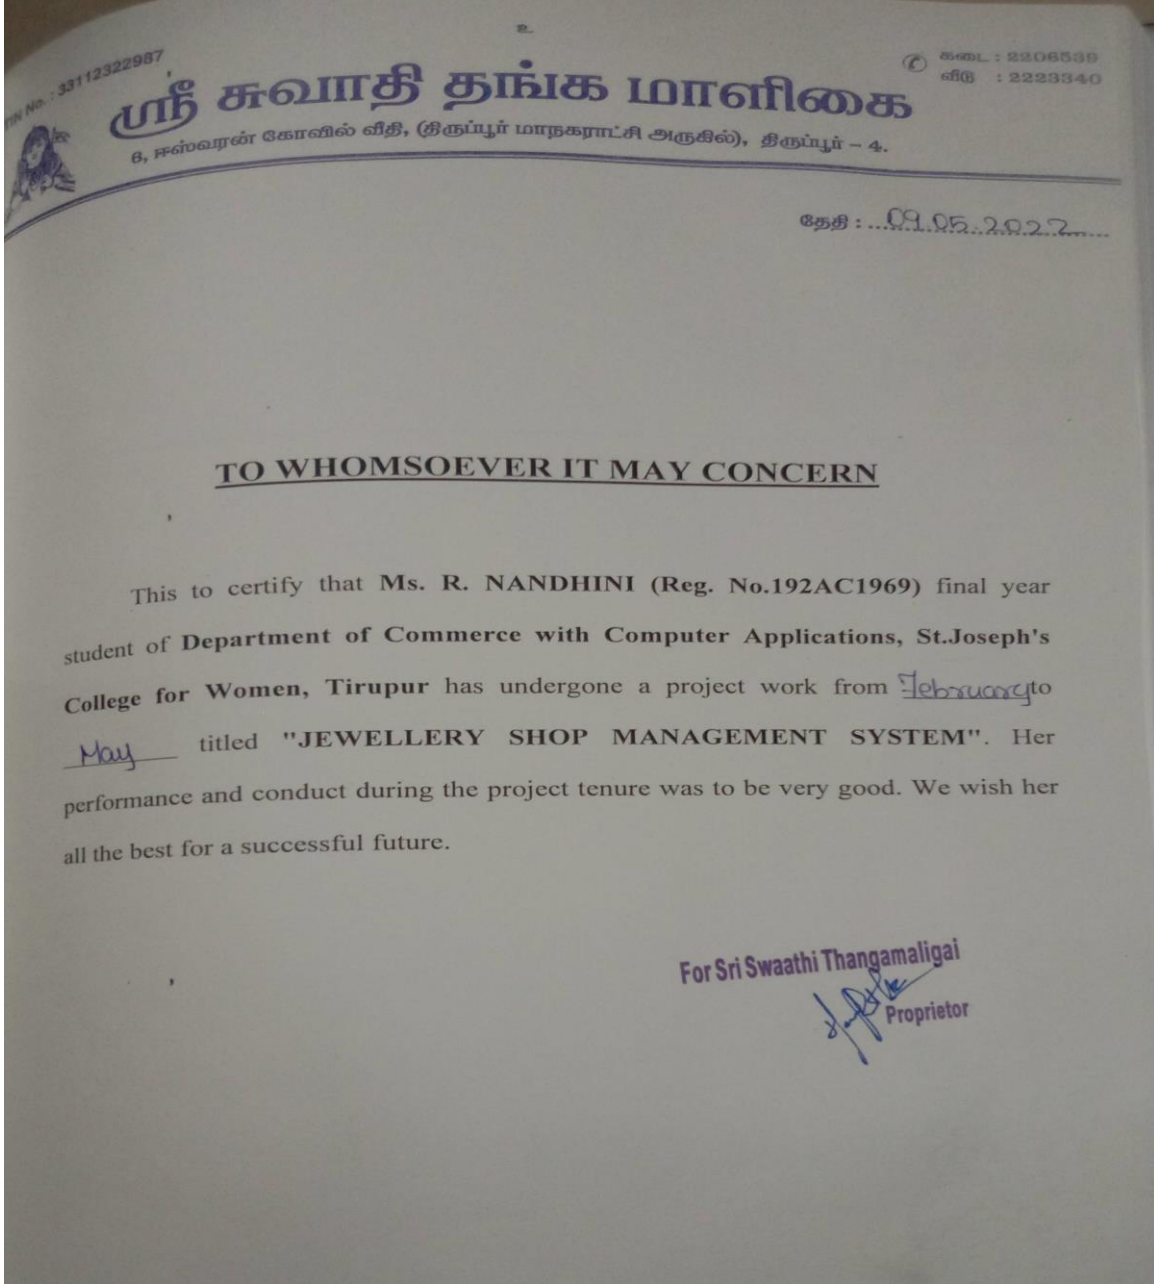 உ
TIN No. : 33112322987
கடை : 2206539
வீடு : 2223340
ஸ்ரீ சுவாதி தங்க மாளிகை
6, ஈஸ்வரன் கோவில் வீதி, (திருப்பூர் மாநகராட்சி அருகில்), திருப்பூர் – 4.
தேதி : 09.05.2022
TO WHOMSOEVER IT MAY CONCERN
This to certify that Ms. R. NANDHINI (Reg. No.192AC1969) final year
student of Department of Commerce with Computer Applications, St.Joseph's
College for Women, Tirupur has undergone a project work from February to
May titled "JEWELLERY SHOP MANAGEMENT SYSTEM". Her
performance and conduct during the project tenure was to be very good. We wish her
all the best for a successful future.
For Sri Swaathi Thangamaligai
Proprietor